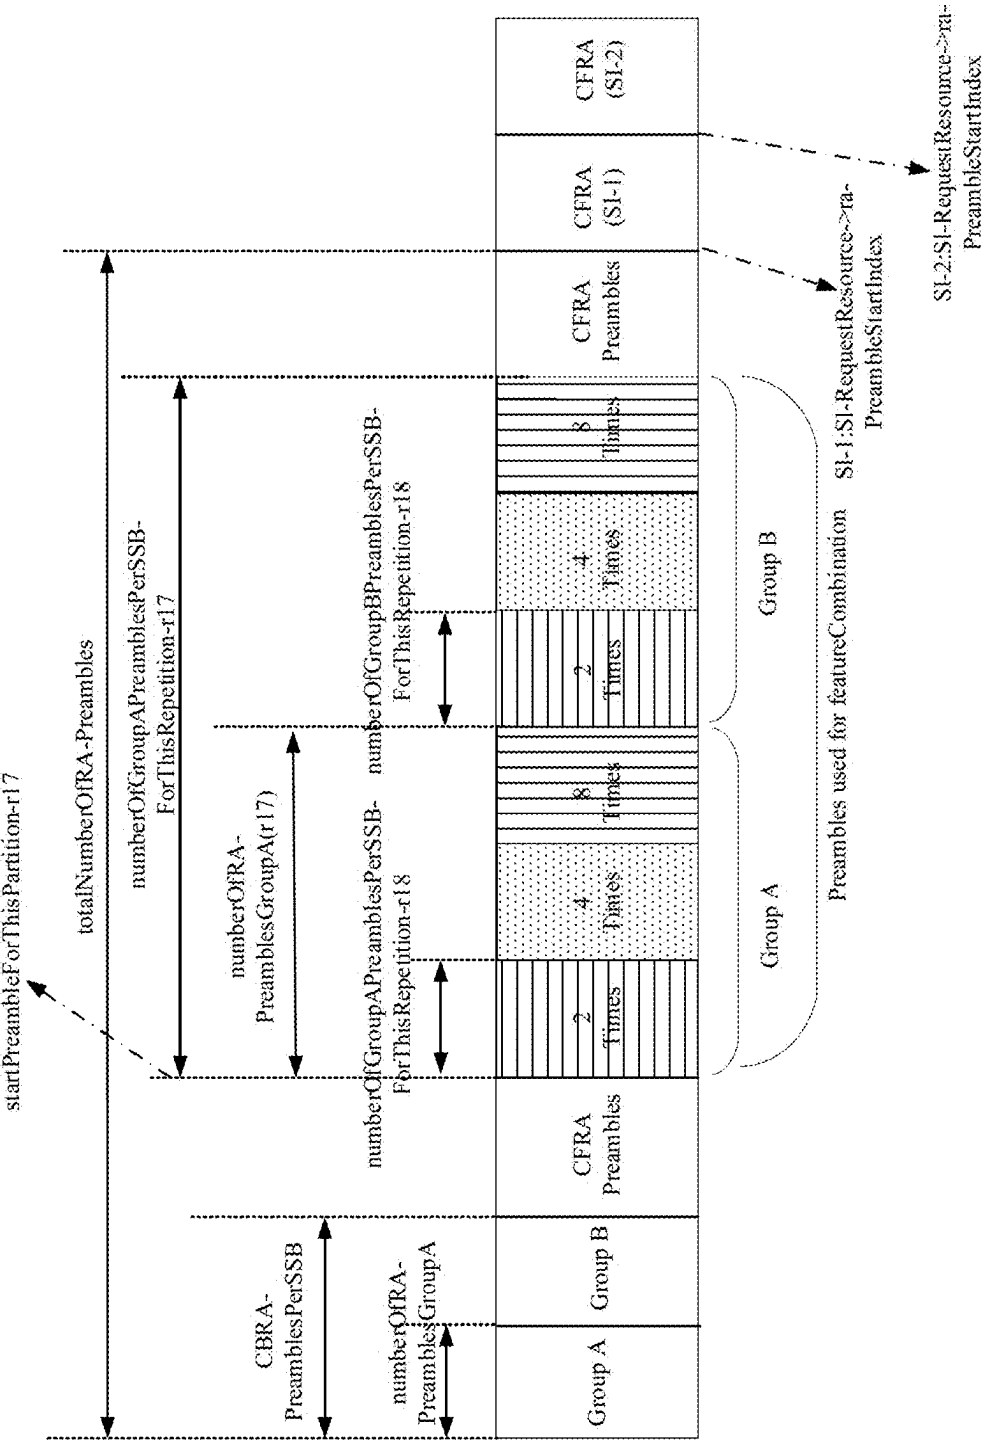 startPreambleForThisPartition-r17
totalNumberOfRA-Preambles
numberOfGroupAPreamblesPerSSB-
ForThisRepetition-r17
numberOfRA-
PreamblesGroupA(r17)
numberOfGroupAPreamblesPerSSB-
ForThisRepetition-r18
numberOfGroupBPreamblesPerSSB-
ForThisRepetition-r18
CBRA-
PreamblesPerSSB
numberOfRA-
PreamblesGroupA
Group A
Group B
CFRA
Preambles
2
Times
4
Times
8
Times
2
Times
4
Times
8
Times
CFRA
Preambles
CFRA
(SI-1)
CFRA
(SI-2)
Group A
Group B
Preambles used for featureCombination
SI-1:SI-RequestResource->ra-
PreambleStartIndex
SI-2:SI-RequestResource->ra-
PreambleStartIndex